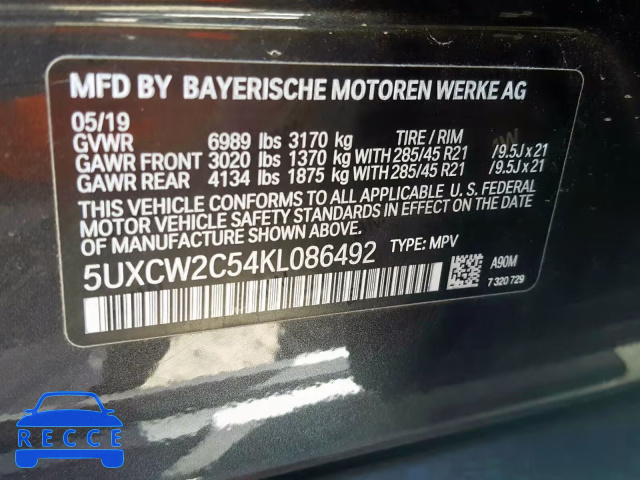 MFD BY BAYERISCHE MOTOREN WERKE AG
05/19
GVWR 6989 lbs 3170 kg TIRE / RIM
GAWR FRONT 3020 lbs 1370 kg WITH 285/45 R21 /9.5J x 21
GAWR REAR 4134 lbs 1875 kg WITH 285/45 R21 /9.5J x 21
THIS VEHICLE CONFORMS TO ALL APPLICABLE U. S. FEDERAL
MOTOR VEHICLE SAFETY STANDARDS IN EFFECT ON THE DATE
OF MANUFACTURE SHOWN ABOVE.
5UXCW2C54KL086492 TYPE: MPV
A90M
7 320 729
RECCE